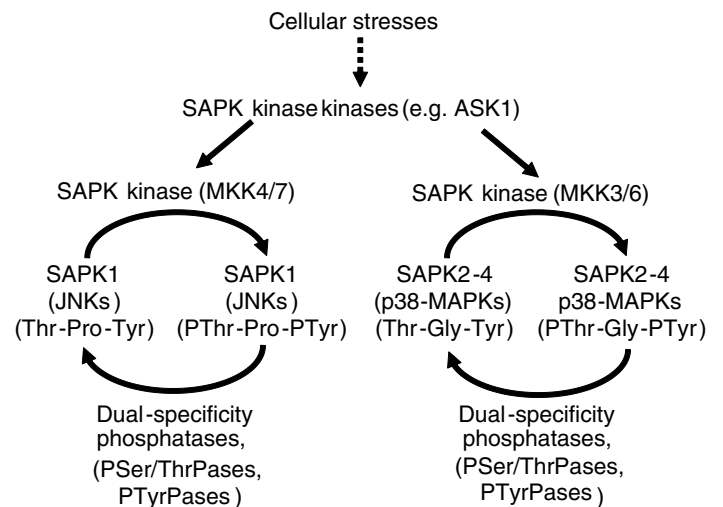 Cellular stresses
SAPK kinase kinases (e.g. ASK1)
SAPK kinase (MKK4/7)
SAPK kinase (MKK3/6)
SAPK1
(JNKs)
(Thr-Pro-Tyr)
SAPK1
(JNKs)
(PThr-Pro-PTyr)
SAPK2-4
(p38-MAPKs)
(Thr-Gly-Tyr)
SAPK2-4
p38-MAPKs
(PThr-Gly-PTyr)
Dual-specificity
phosphatases,
(PSer/ThrPases,
PTyrPases)
Dual-specificity
phosphatases,
(PSer/ThrPases,
PTyrPases)